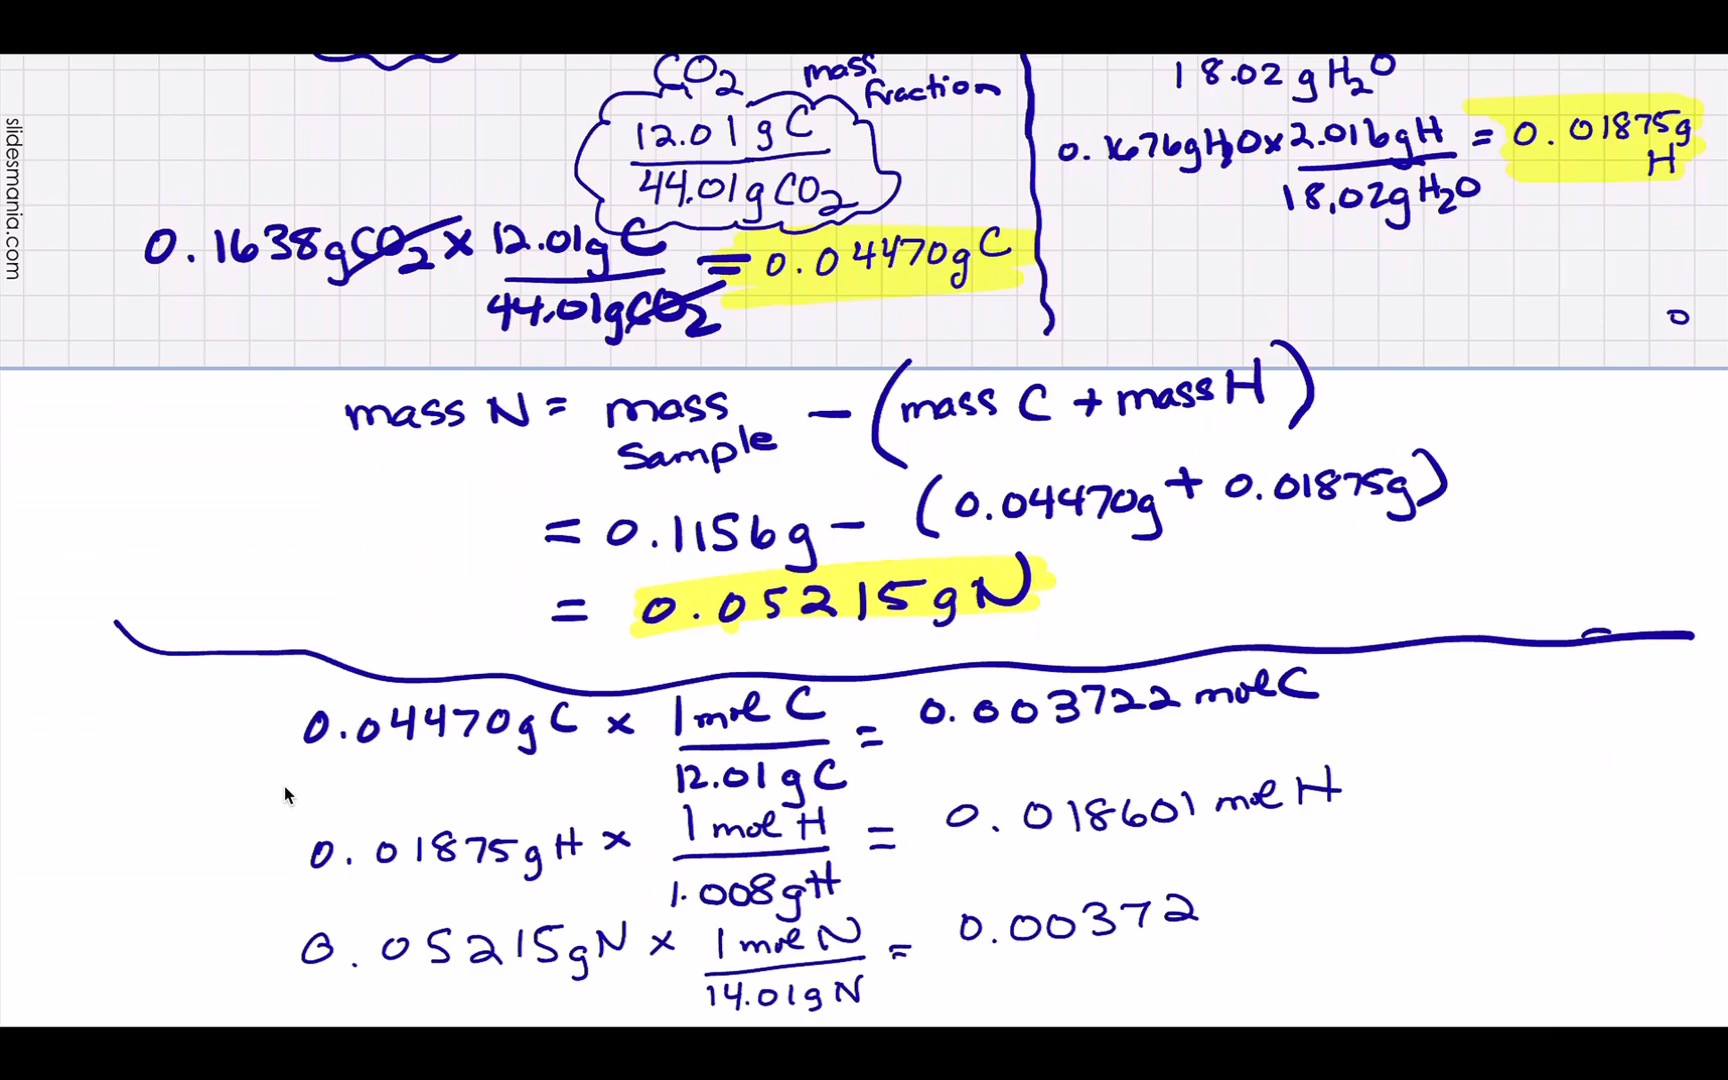 slidesmania.com
CO2 mass fraction
12.01 g C
44.01 g CO2
0.1638 g CO2 x 12.01 g C = 0.04470 g C
44.01 g CO2
18.02 g H2O
0.1676 g H2O x 2.016 g H = 0.01875 g H
18.02 g H2O
mass N = mass sample - (mass C + mass H)
= 0.1156 g - (0.04470 g + 0.01875 g)
= 0.05215 g N
0.04470 g C x 1 mol C = 0.003722 mol C
12.01 g C
0.01875 g H x 1 mol H = 0.018601 mol H
1.008 g H
0.05215 g N x 1 mol N = 0.00372
14.01 g N